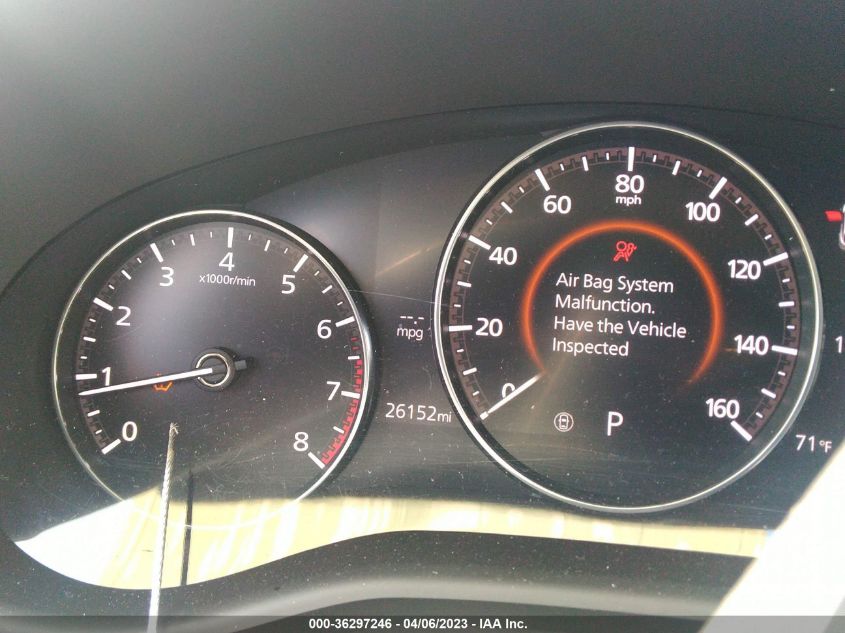 0
1
2
3
4
5
6
7
8
x1000r/min
--.- mpg
26152mi
0
20
40
60
80
mph
100
120
140
160
Air Bag System
Malfunction.
Have the Vehicle
Inspected
P
71°F
000-36297246 - 04/06/2023 - IAA Inc.